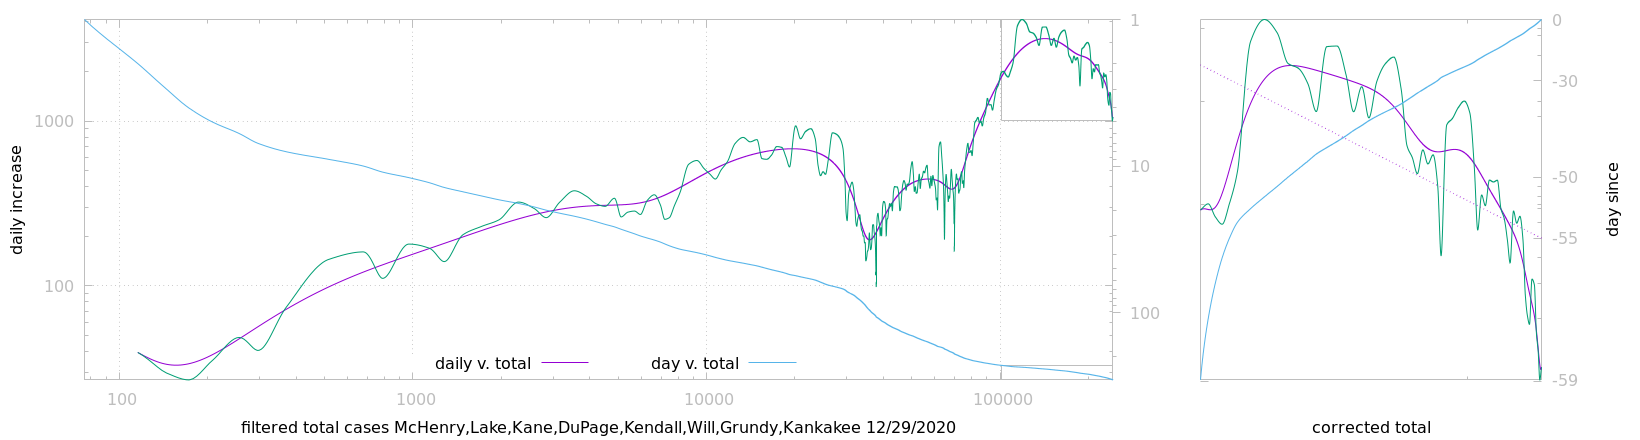 1000
100
daily increase
100
1000
10000
100000
1
10
100
daily v. total
day v. total
filtered total cases McHenry,Lake,Kane,DuPage,Kendall,Will,Grundy,Kankakee 12/29/2020
0
-30
-50
-55
-59
day since
corrected total